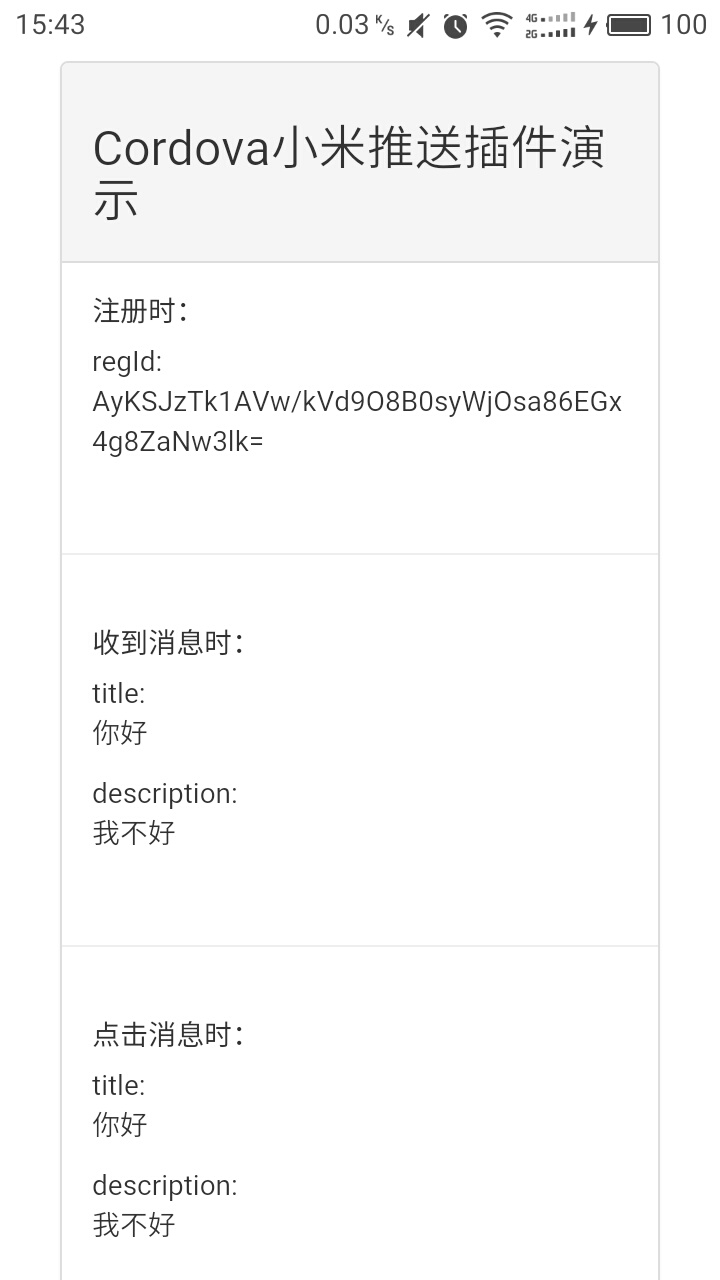 15:43 0.03 K/s 4G 2G 100
Cordova小米推送插件演
示
注册时：
regId:
AyKSJzTk1AVw/kVd9O8B0syWjOsa86EGx
4g8ZaNw3lk=
收到消息时：
title:
你好
description:
我不好
点击消息时：
title:
你好
description:
我不好